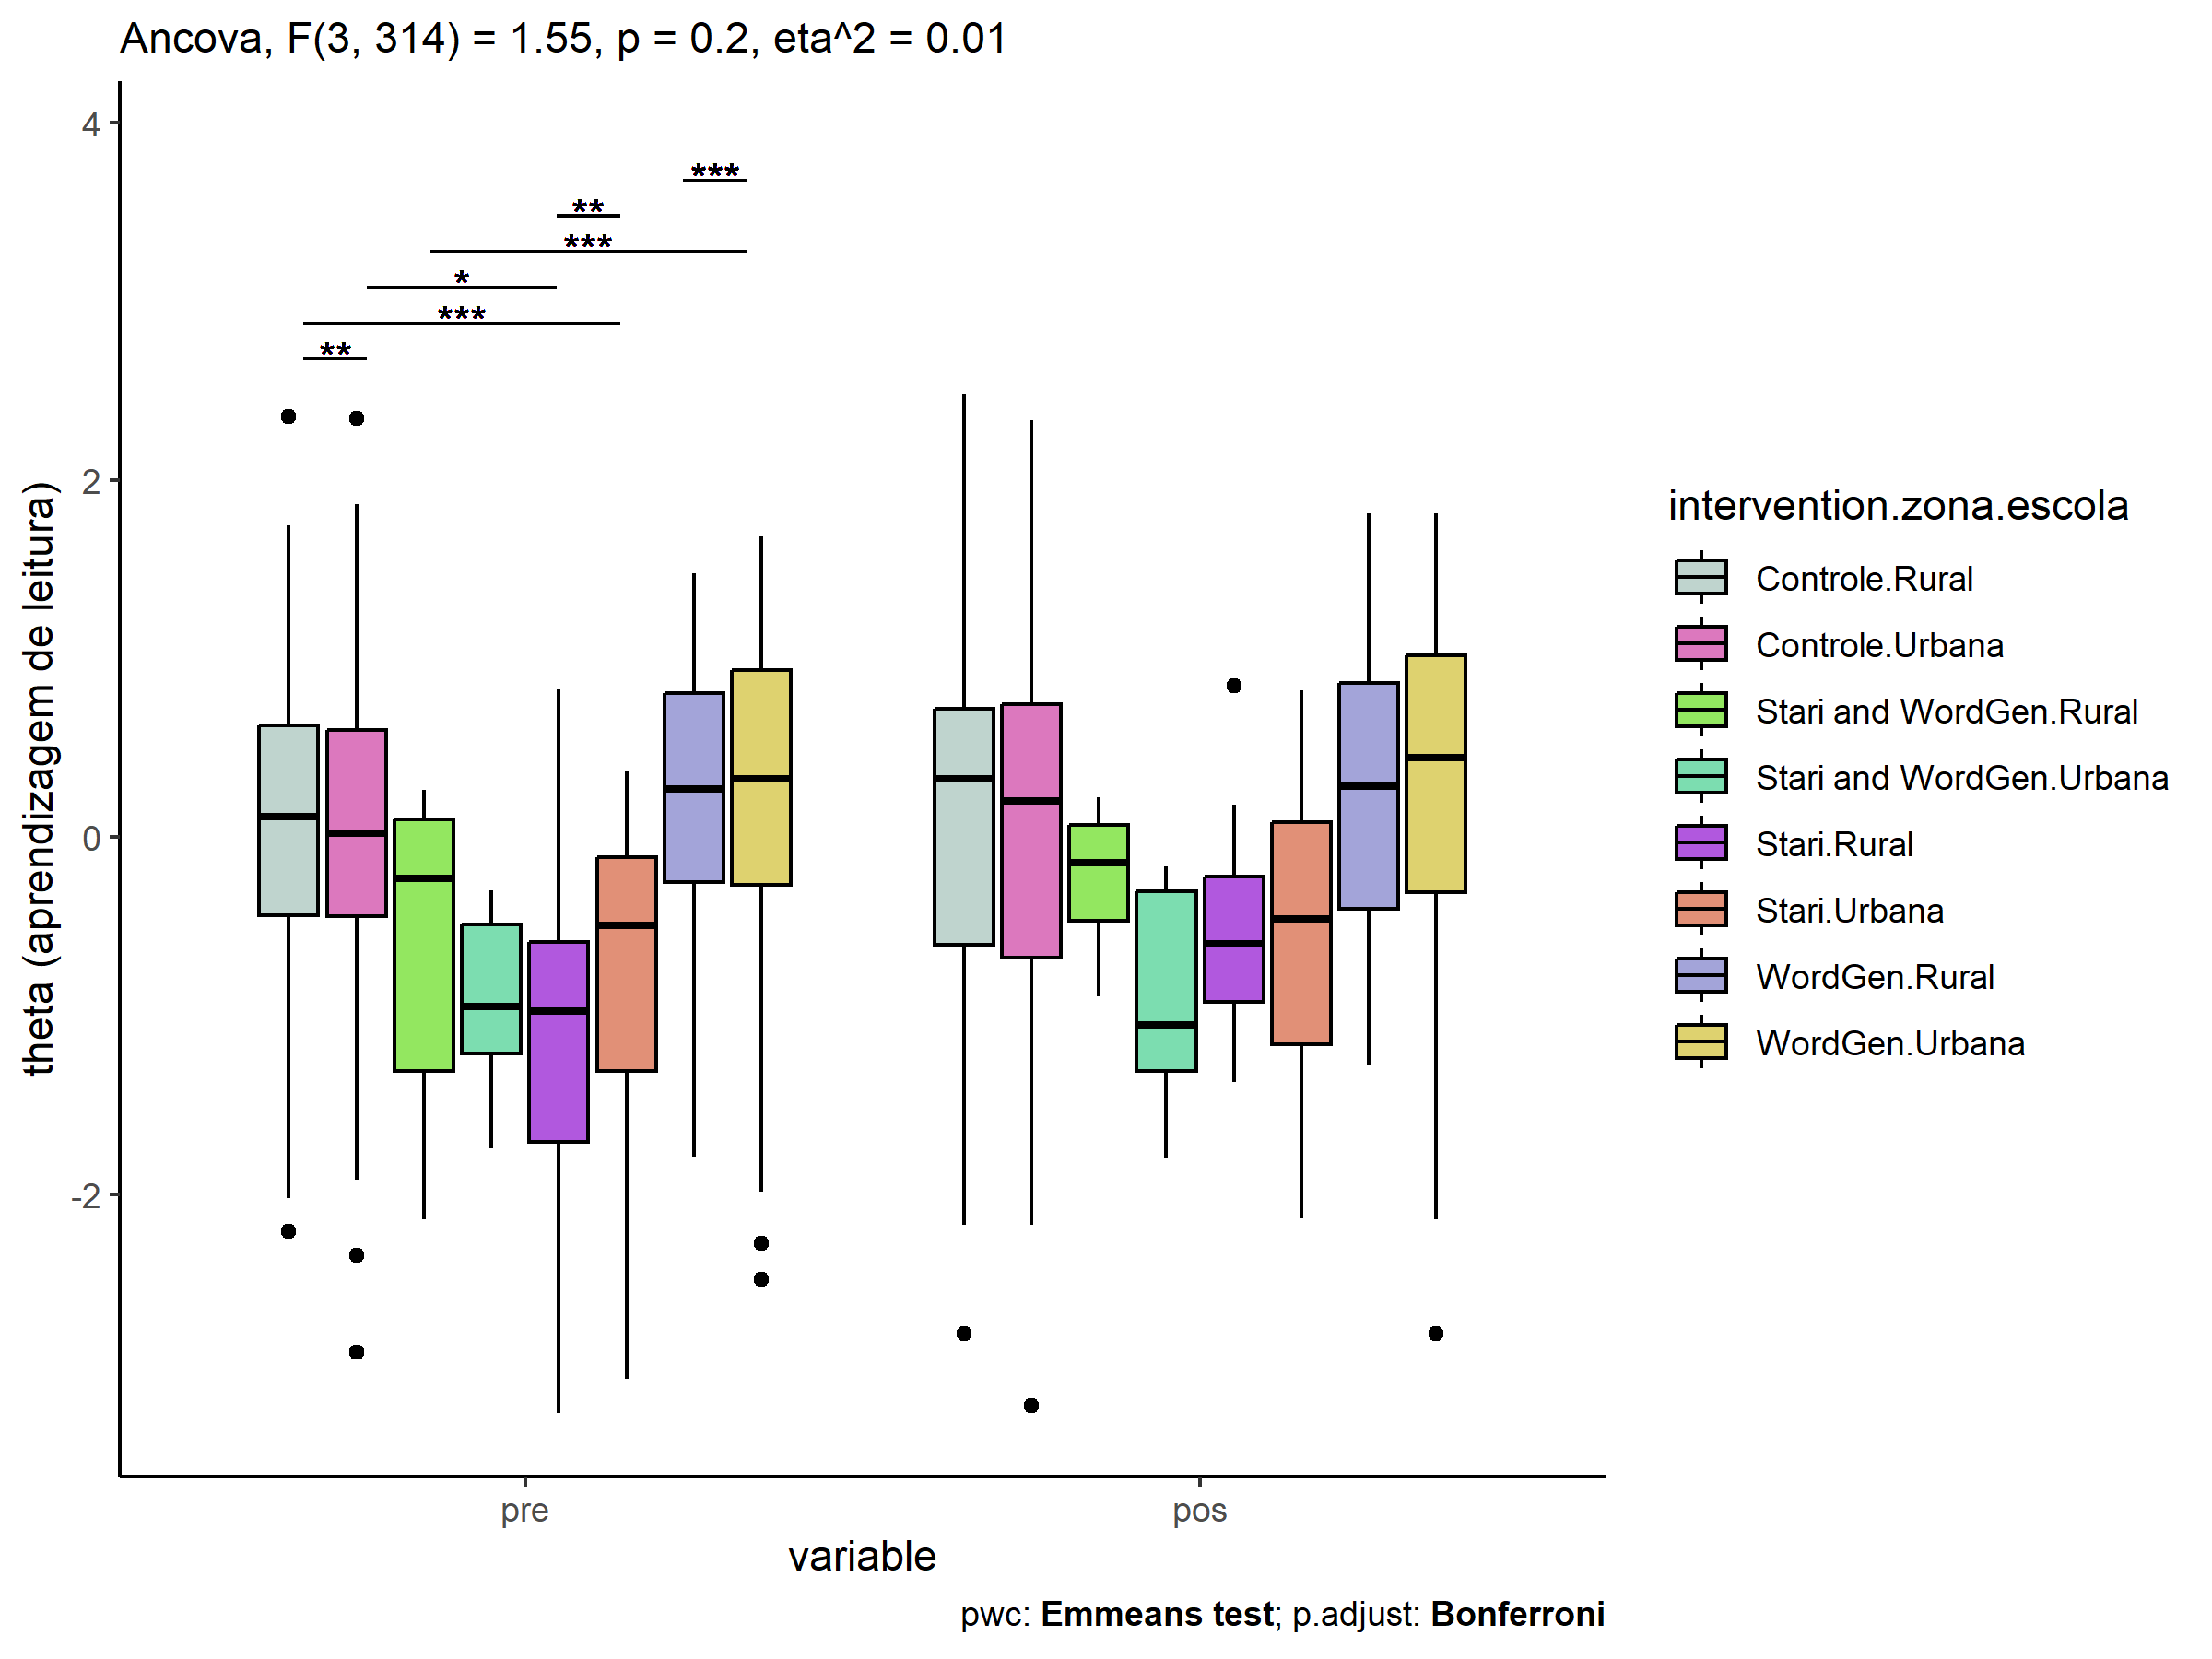 Ancova, F(3, 314) = 1.55, p = 0.2, eta^2 = 0.01
4
2
0
-2
theta (aprendizagem de leitura)
***
**
***
*
***
**
pre
pos
variable
intervention.zona.escola
Controle.Rural
Controle.Urbana
Stari and WordGen.Rural
Stari and WordGen.Urbana
Stari.Rural
Stari.Urbana
WordGen.Rural
WordGen.Urbana
pwc: Emmeans test; p.adjust: Bonferroni